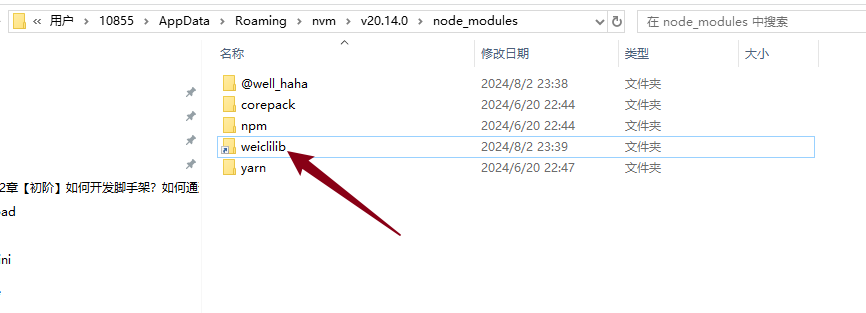 « 用户 › 10855 › AppData › Roaming › nvm › v20.14.0 › node_modules
在 node_modules 中搜索
名称 修改日期 类型 大小
@well_haha 2024/8/2 23:38 文件夹
corepack 2024/6/20 22:44 文件夹
npm 2024/6/20 22:44 文件夹
weiclilib 2024/8/2 23:39 文件夹
yarn 2024/6/20 22:47 文件夹
2章【初阶】如何开发脚手架？如何通
ad
ni